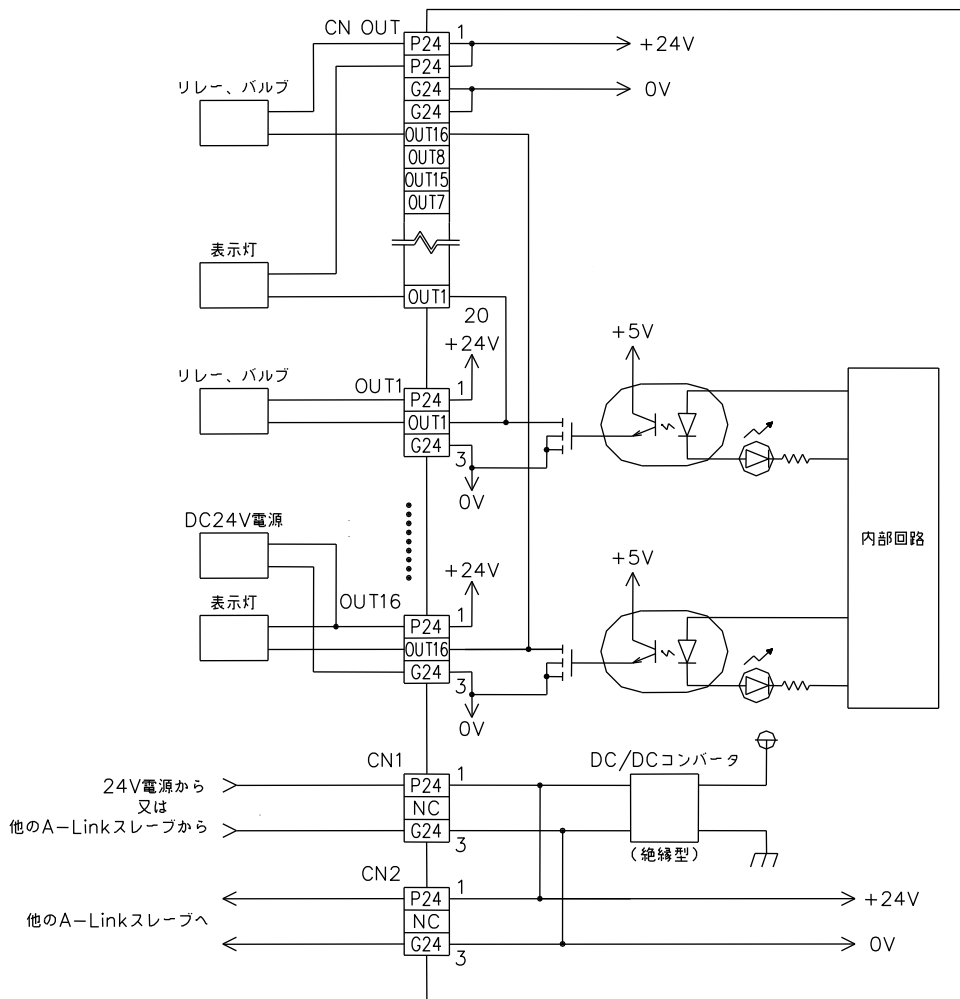 CN OUT
1
P24
+24V
P24
リレー、バルブ
G24
0V
G24
OUT16
OUT8
OUT15
OUT7
表示灯
OUT1
20
+24V
+5V
リレー、バルブ
OUT1
1
P24
OUT1
G24
3
0V
DC24V電源
内部回路
+24V
+5V
表示灯
OUT16
1
P24
OUT16
G24
3
0V
CN1
1
DC/DCコンバータ
24V電源から
P24
又は
NC
他のA-Linkスレーブから
G24
3
(絶縁型)
CN2
1
P24
+24V
他のA-Linkスレーブへ
NC
G24
0V
3